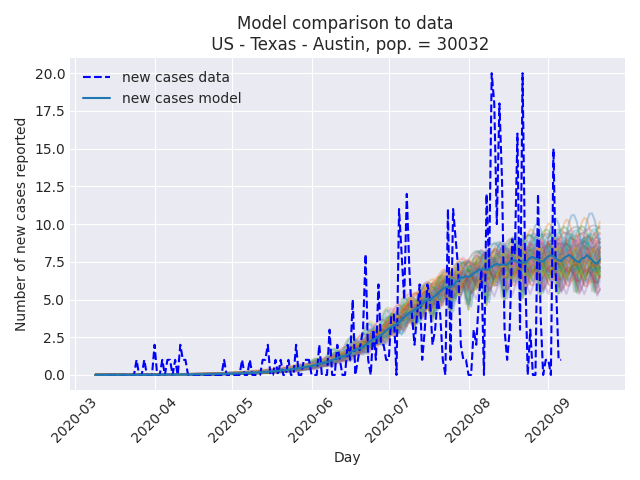 Model comparison to data
US - Texas - Austin, pop. = 30032
new cases data
new cases model
Number of new cases reported
20.0
17.5
15.0
12.5
10.0
7.5
5.0
2.5
0.0
2020-03
2020-04
2020-05
2020-06
2020-07
2020-08
2020-09
Day